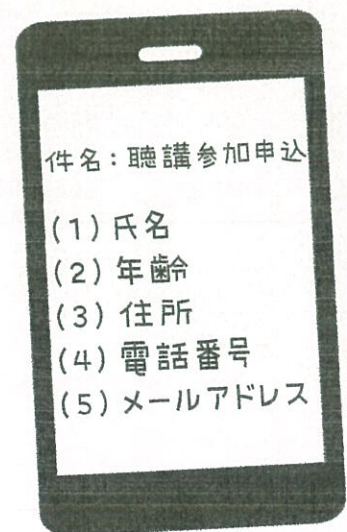 件名：聴講参加申込
(1) 氏名
(2) 年齢
(3) 住所
(4) 電話番号
(5) メールアドレス